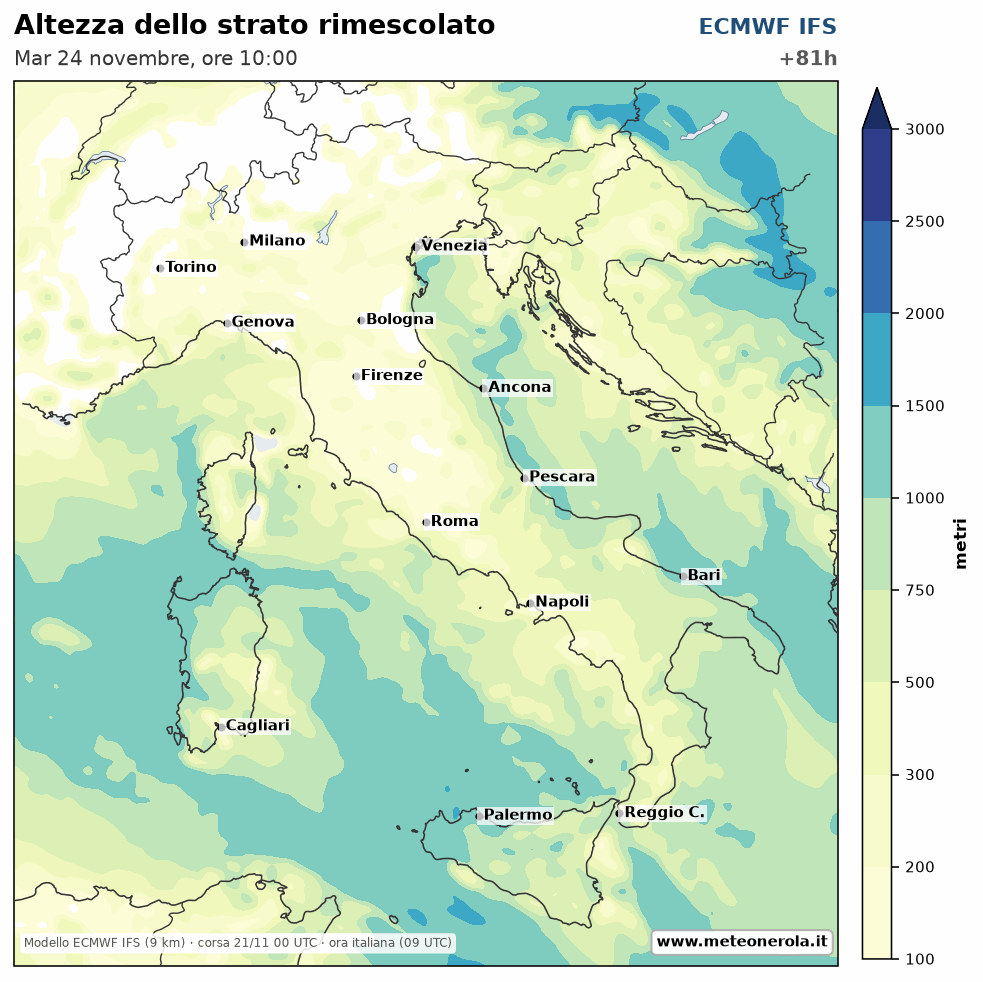 Altezza dello strato rimescolato
ECMWF IFS
Mar 24 novembre, ore 10:00
+81h
Milano
Venezia
Torino
Genova
Bologna
Firenze
Ancona
Pescara
Roma
Bari
Napoli
Cagliari
Palermo
Reggio C.
3000
2500
2000
1500
1000
750
500
300
200
100
metri
Modello ECMWF IFS (9 km) · corsa 21/11 00 UTC · ora italiana (09 UTC)
www.meteonerola.it